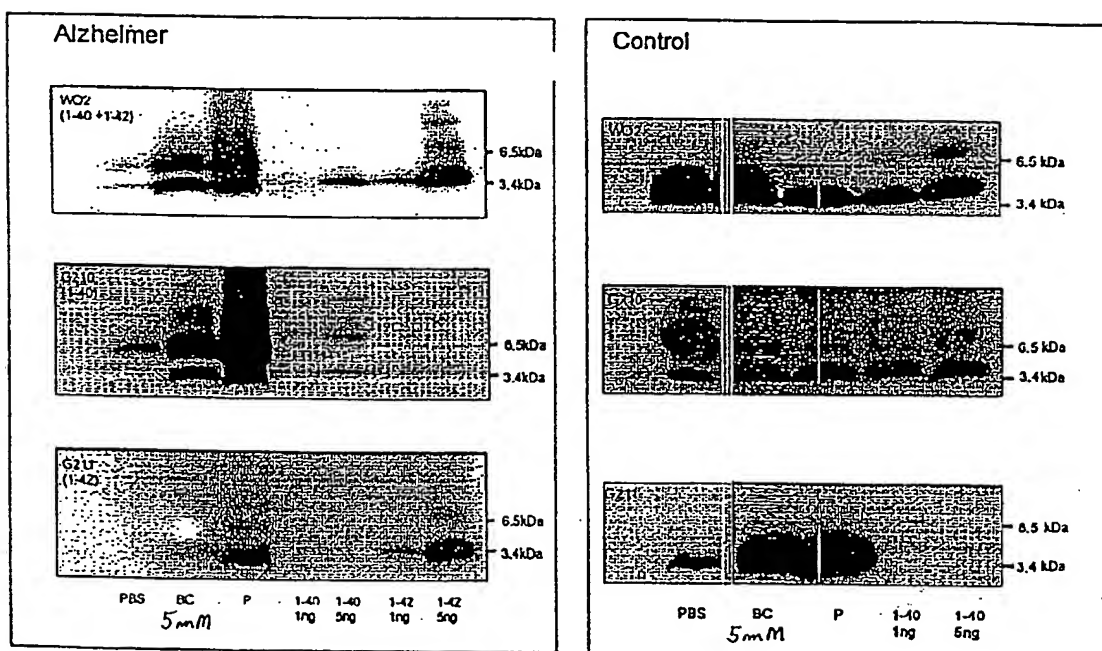 Alzheimer
WO2
(1-40 +1-42)
6.5kDa
3.4kDa
(1-40)
6.5kDa
3.4kDa
(1-42)
6.5kDa
3.4kDa
PBS BC P 1-40 1-40 1-42 1-42
1ng 5ng 1ng 5ng
5mM
Control
WO2
6.5 kDa
3.4 kDa
6.5 kDa
3.4 kDa
6.5 kDa
3.4 kDa
PBS BC P 1-40 1-40
1ng 5ng
5mM